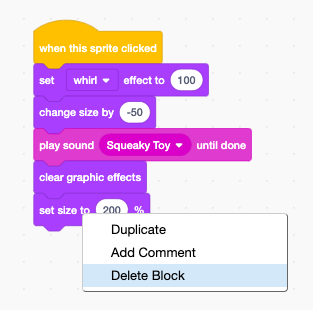 when this sprite clicked
set whirl effect to 100
change size by -50
play sound Squeaky Toy until done
clear graphic effects
set size to 200 %
Duplicate
Add Comment
Delete Block